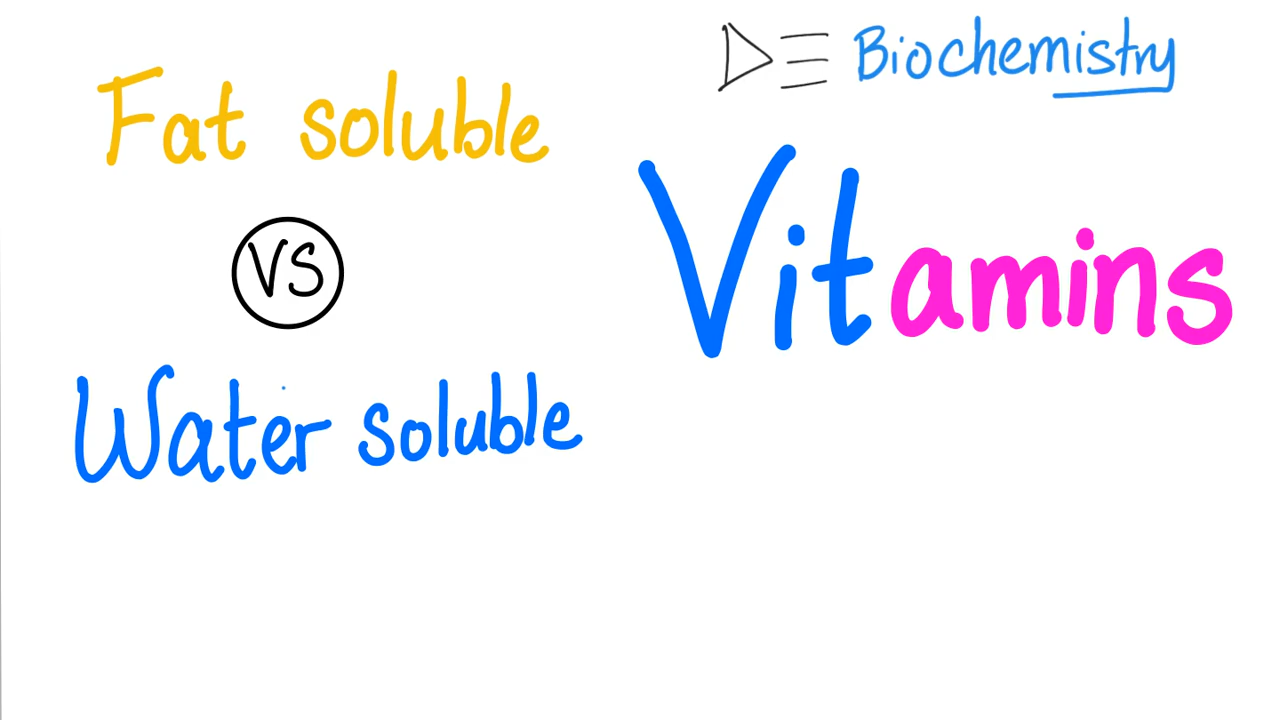 Biochemistry
Fat soluble
Vitamins
VS
Water soluble